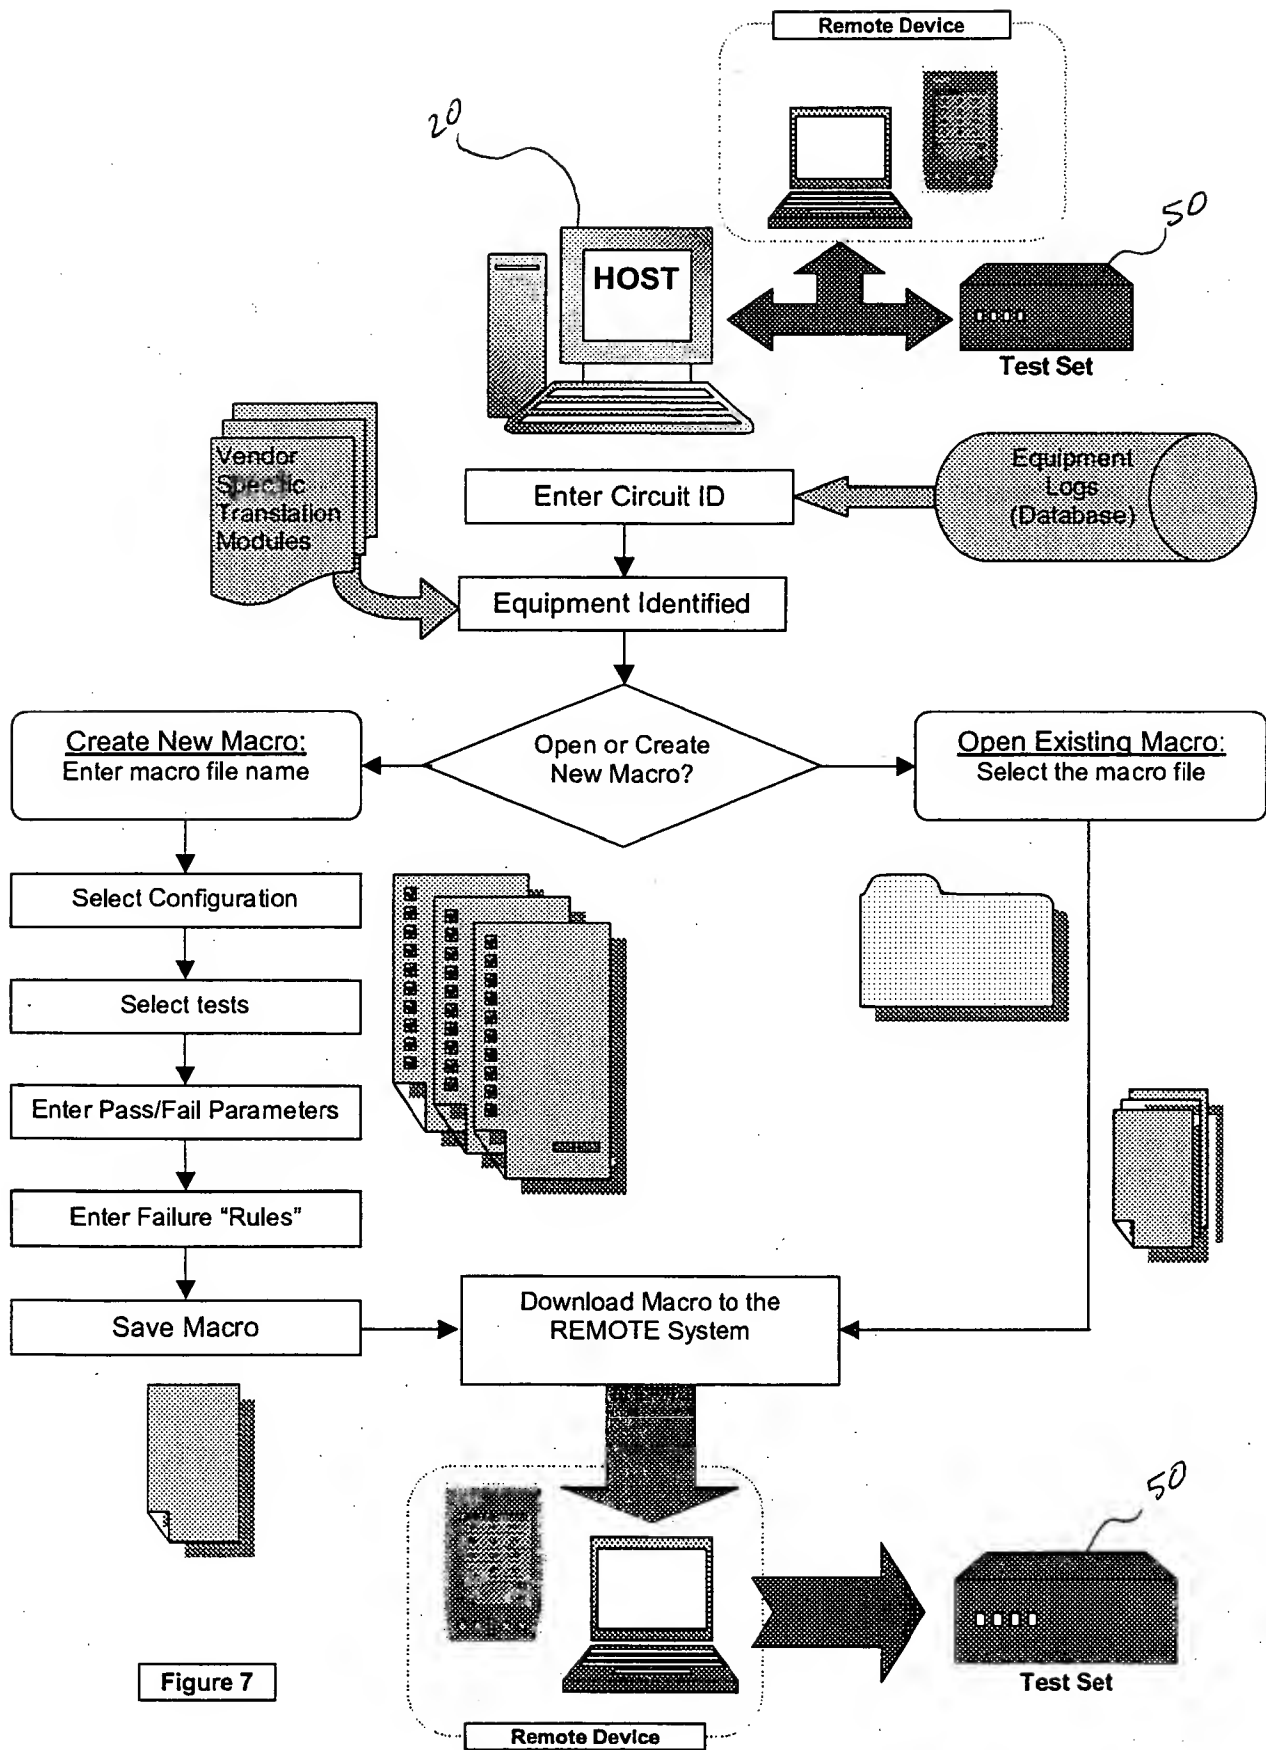 Remote Device
20
50
HOST
Test Set
Vendor
Specific
Translation
Modules
Enter Circuit ID
Equipment
Logs
(Database)
Equipment Identified
Create New Macro:
Enter macro file name
Open or Create
New Macro?
Open Existing Macro:
Select the macro file
Select Configuration
Select tests
Enter Pass/Fail Parameters
Enter Failure “Rules”
Save Macro
Download Macro to the
REMOTE System
50
Test Set
Figure 7
Remote Device